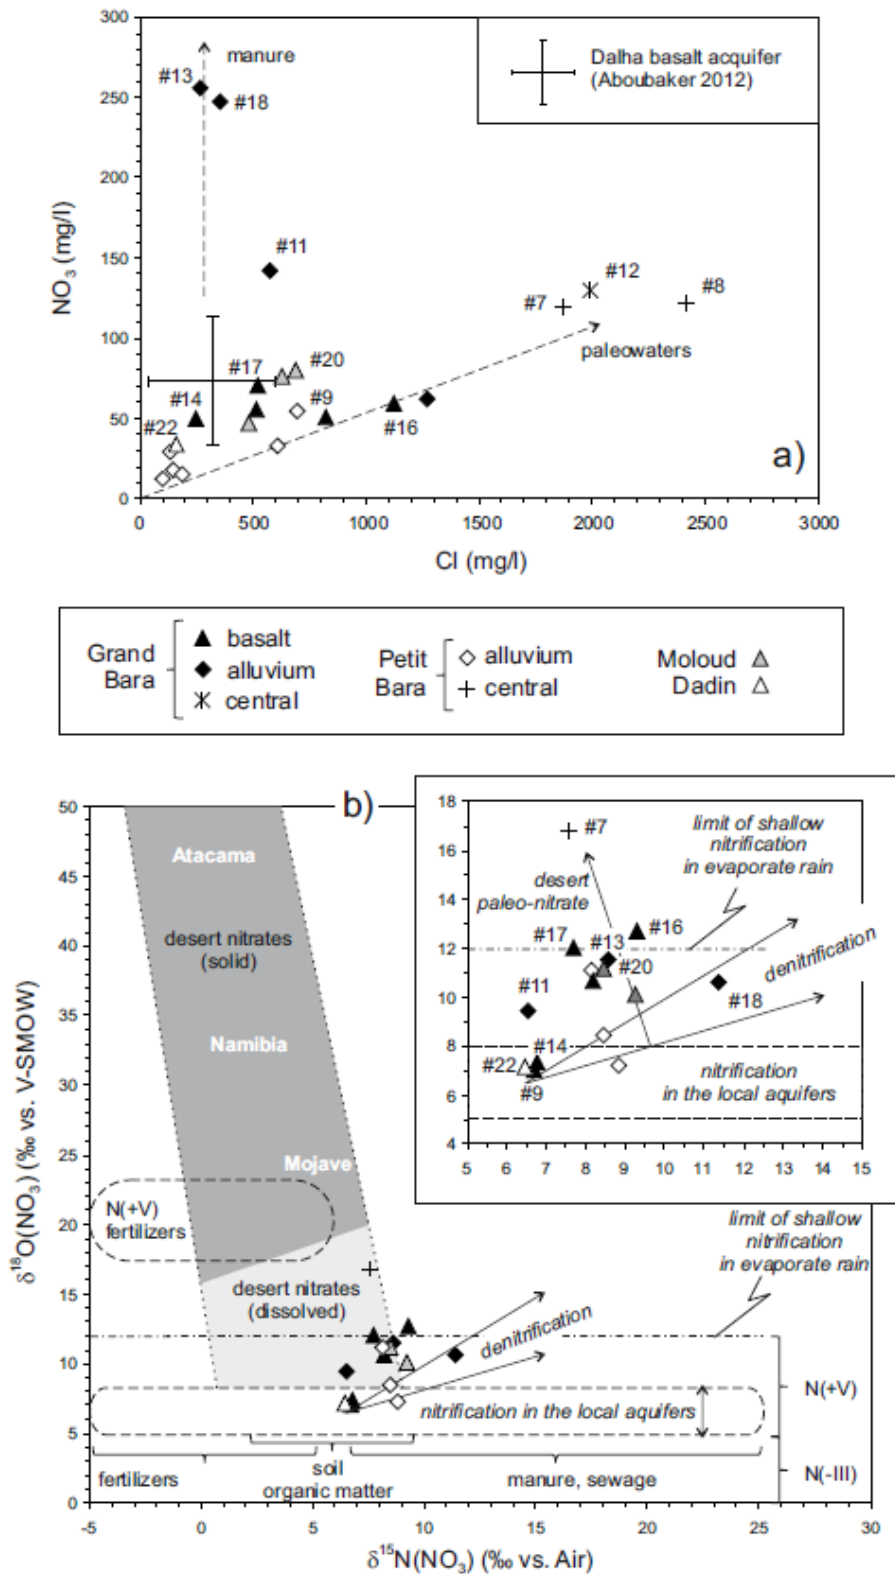 300
250
200
150
100
50
0
NO3 (mg/l)
manure
#13
#18
Dalha basalt acquifer
(Aboubaker 2012)
#11
#12
#7
#8
#17
#20
paleowaters
#14
#9
#22
#16
a)
0 500 1000 1500 2000 2500 3000
Cl (mg/l)
Grand
Bara
basalt
alluvium
central
Petit
Bara
alluvium
central
Moloud
Dadin
b)
50
45
40
35
30
25
20
15
10
5
0
δ18O(NO3) (‰ vs. V-SMOW)
Atacama
desert nitrates
(solid)
Namibia
Mojave
N(+V)
fertilizers
desert nitrates
(dissolved)
18
16
14
12
10
8
6
4
#7
limit of shallow
nitrification
in evaporate rain
desert
paleo-nitrate
#16
#17
#13
#20
denitrification
#11
#18
#14
#22
#9
nitrification
in the local aquifers
5 6 7 8 9 10 11 12 13 14 15
limit of shallow
nitrification
in evaporate rain
denitrification
nitrification in the local aquifers
N(+V)
fertilizers
soil
organic matter
manure, sewage
N(-III)
-5 0 5 10 15 20 25 30
δ15N(NO3) (‰ vs. Air)